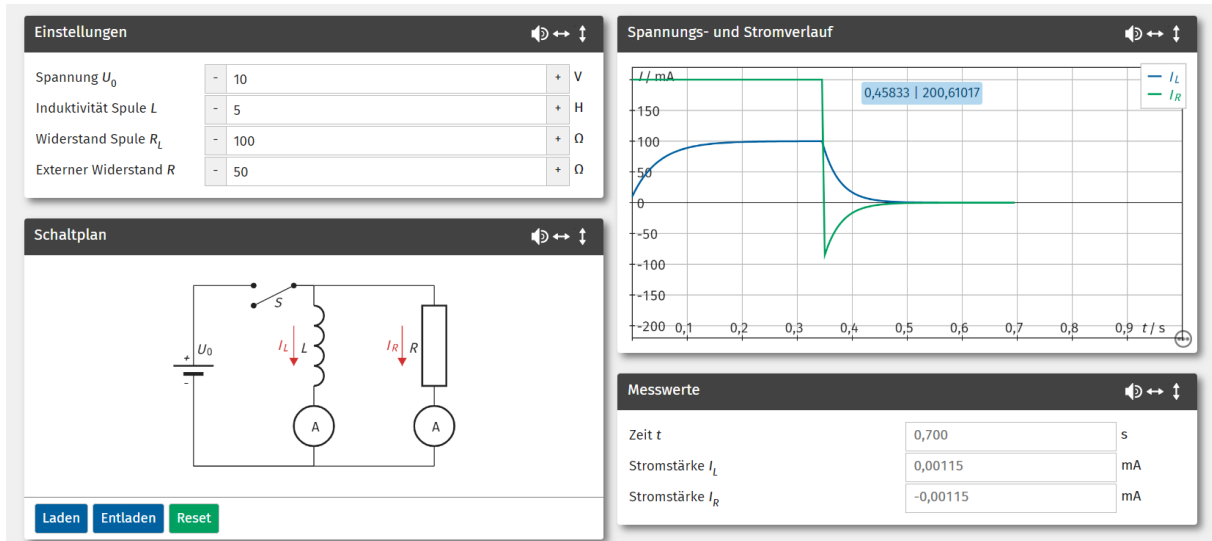 Einstellungen
Spannung U0 - 10 + V
Induktivität Spule L - 5 + H
Widerstand Spule RL - 100 + Ω
Externer Widerstand R - 50 + Ω
Schaltplan
S
+ U0 -
IL L
IR R
A A
Laden Entladen Reset
Spannungs- und Stromverlauf
I / mA
IL
IR
0,45833 | 200,61017
150
100
50
0
-50
-100
-150
-200 0,1 0,2 0,3 0,4 0,5 0,6 0,7 0,8 0,9 t / s
Messwerte
Zeit t 0,700 s
Stromstärke IL 0,00115 mA
Stromstärke IR -0,00115 mA